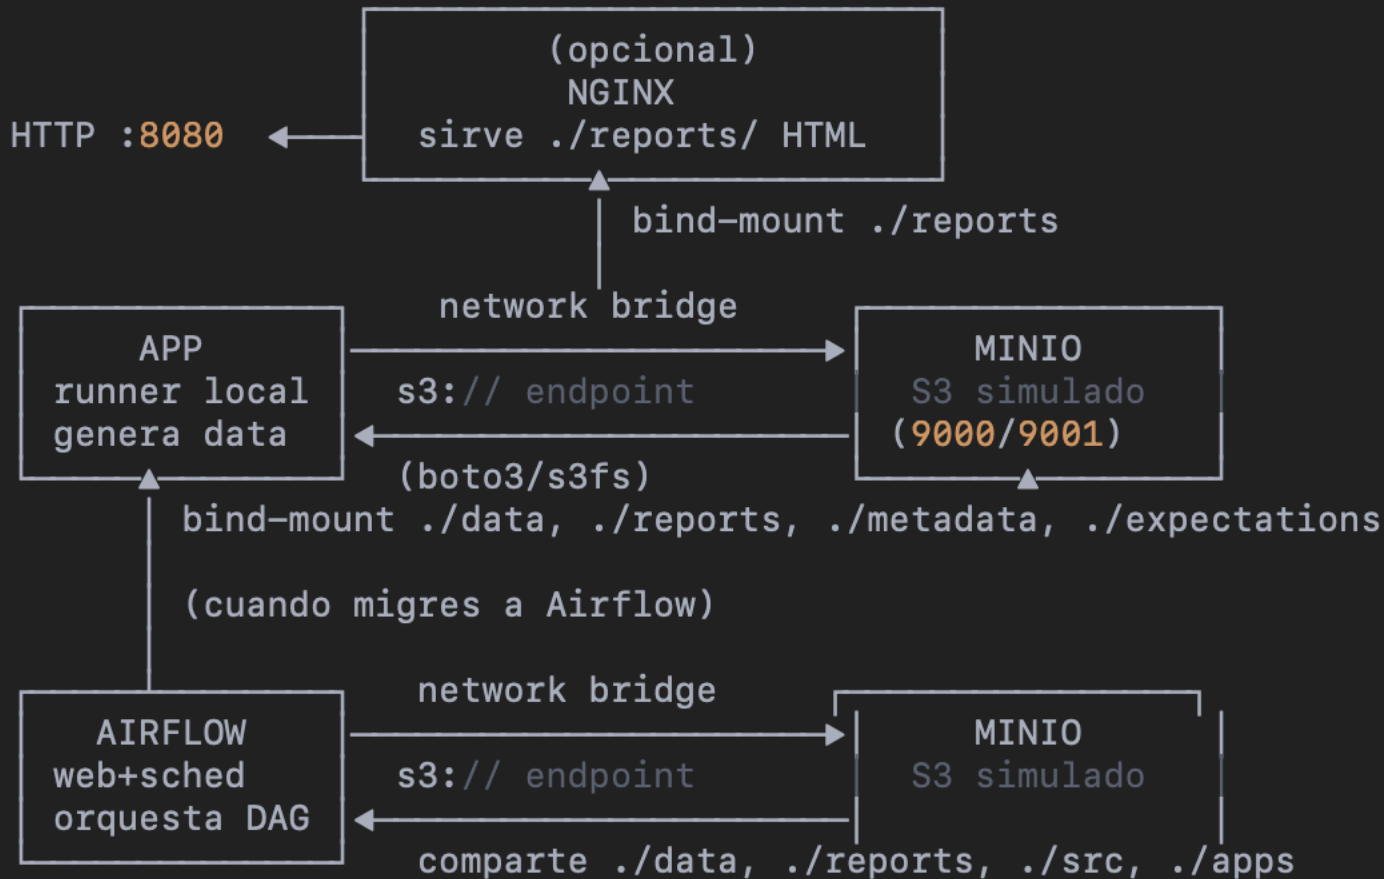 (opcional)
NGINX
HTTP :8080
sirve ./reports/ HTML
bind-mount ./reports
network bridge
APP
MINIO
runner local
s3:// endpoint
S3 simulado
genera data
(9000/9001)
(boto3/s3fs)
bind-mount ./data, ./reports, ./metadata, ./expectations
(cuando migres a Airflow)
network bridge
AIRFLOW
MINIO
web+sched
s3:// endpoint
S3 simulado
orquesta DAG
comparte ./data, ./reports, ./src, ./apps